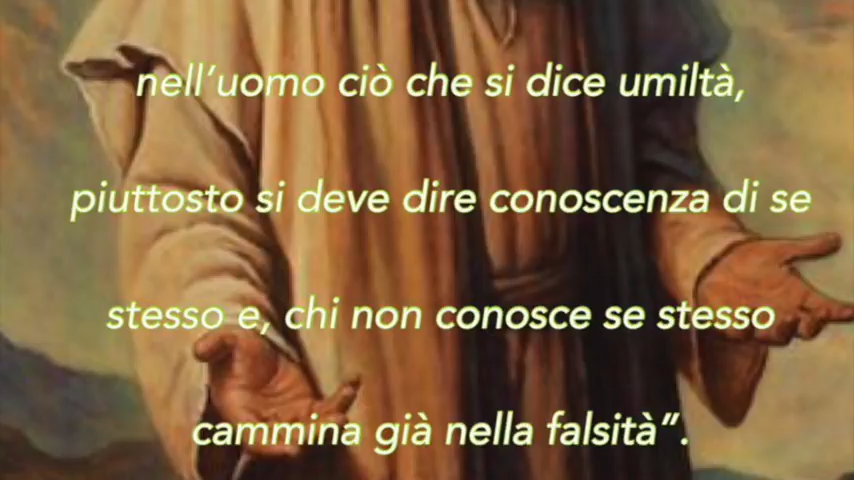 nell’uomo ciò che si dice umiltà,
piuttosto si deve dire conoscenza di se
stesso e, chi non conosce se stesso
cammina già nella falsità”.